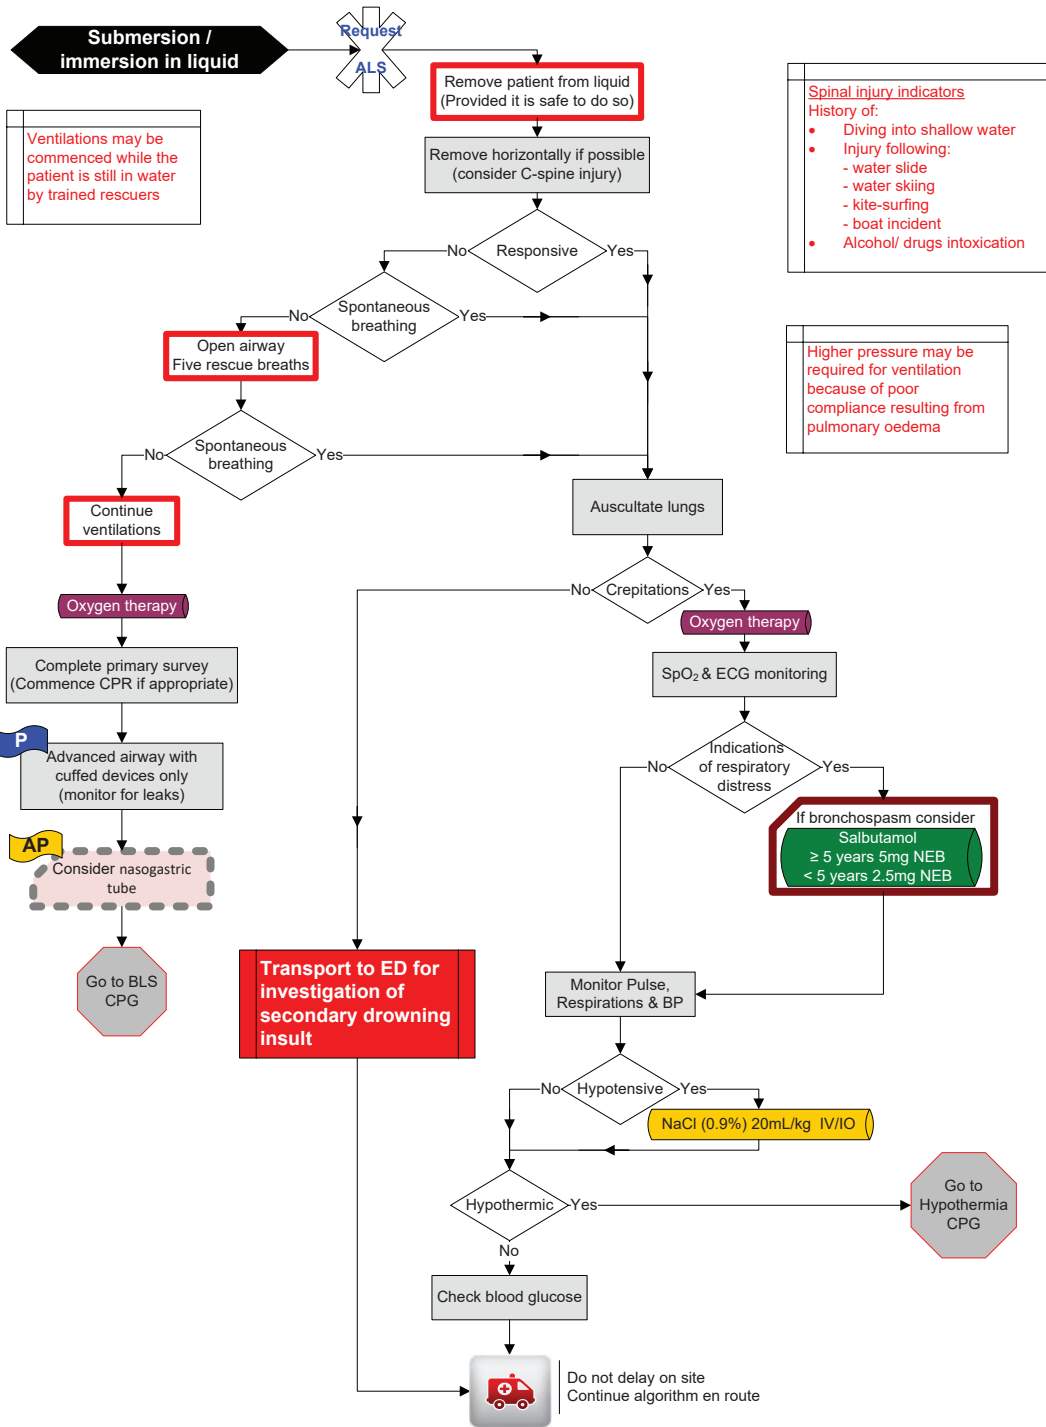 Submersion /
immersion in liquid
Request
ALS
Remove patient from liquid
(Provided it is safe to do so)
Ventilations may be
commenced while the
patient is still in water
by trained rescuers
Spinal injury indicators
History of:
• Diving into shallow water
• Injury following:
- water slide
- water skiing
- kite-surfing
- boat incident
• Alcohol/ drugs intoxication
Remove horizontally if possible
(consider C-spine injury)
No
Responsive
Yes
No
Spontaneous
breathing
Yes
Open airway
Five rescue breaths
Higher pressure may be
required for ventilation
because of poor
compliance resulting from
pulmonary oedema
No
Spontaneous
breathing
Yes
Continue
ventilations
Auscultate lungs
No
Crepitations
Yes
Oxygen therapy
Oxygen therapy
Complete primary survey
(Commence CPR if appropriate)
SpO₂ & ECG monitoring
P
Advanced airway with
cuffed devices only
(monitor for leaks)
No
Indications
of respiratory
distress
Yes
If bronchospasm consider
Salbutamol
≥ 5 years 5mg NEB
< 5 years 2.5mg NEB
AP
Consider nasogastric
tube
Go to BLS
CPG
Transport to ED for
investigation of
secondary drowning
insult
Monitor Pulse,
Respirations & BP
No
Hypotensive
Yes
NaCl (0.9%) 20mL/kg IV/IO
Hypothermic
Yes
Go to
Hypothermia
CPG
No
Check blood glucose
Do not delay on site
Continue algorithm en route